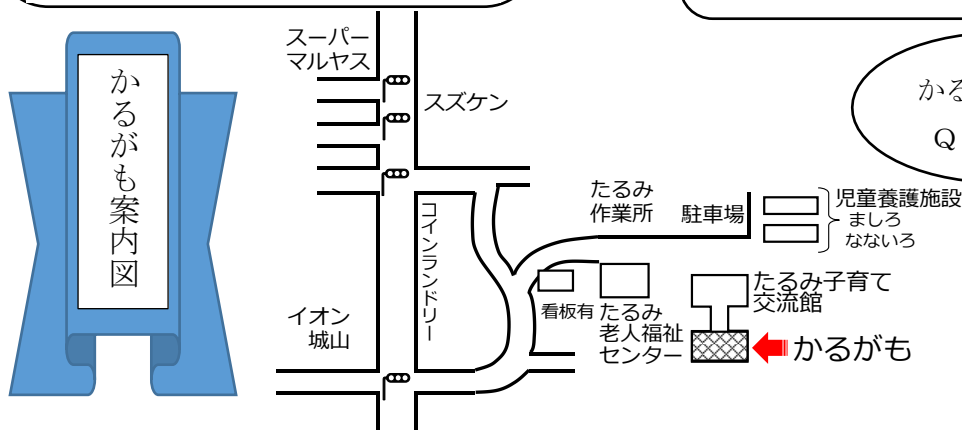 かるがも案内図
スーパー
マルヤス
スズケン
かる
Q
コインランドリー
たるみ
作業所
駐車場
児童養護施設
ましろ
なないろ
イオン
城山
看板有
たるみ
老人福祉
センター
たるみ子育て
交流館
かるがも